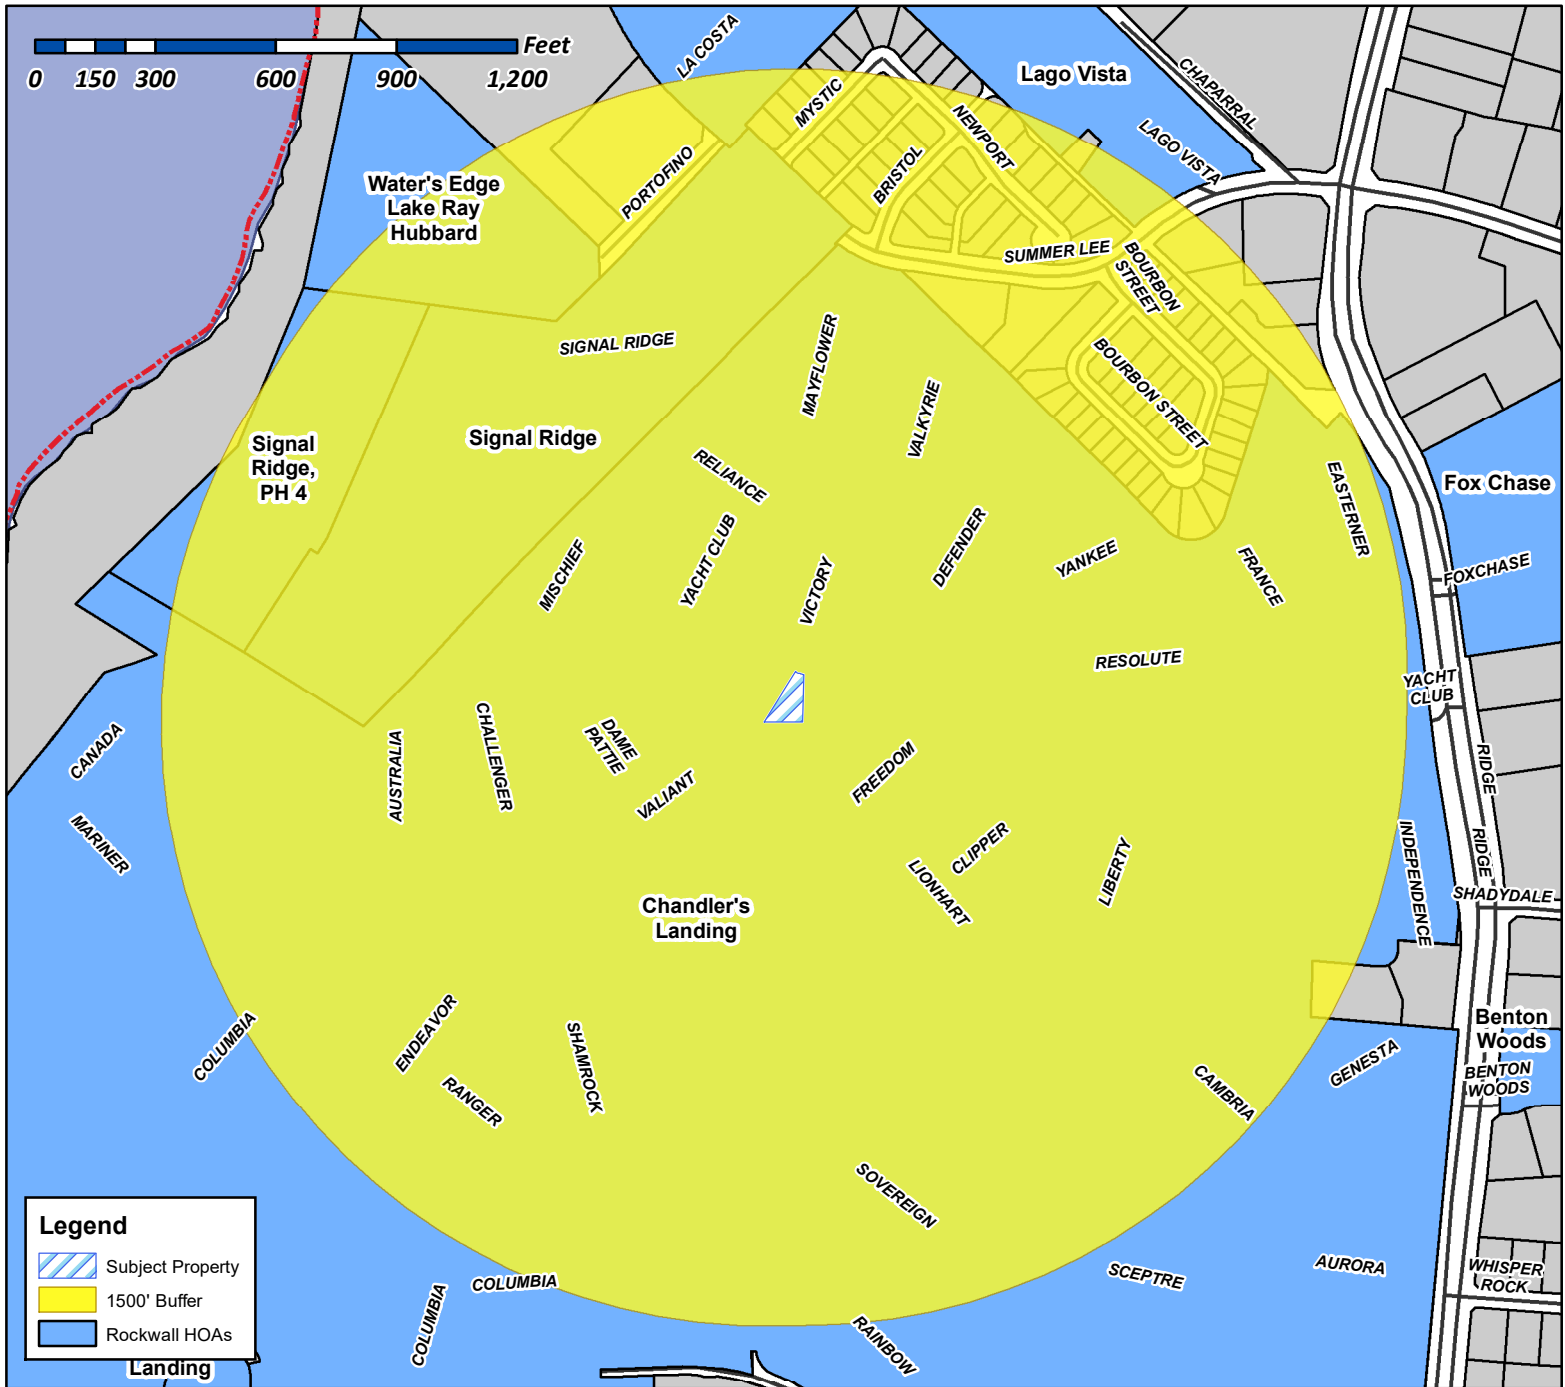 Feet
0 150 300 600 900 1,200
LA COSTA
Lago Vista
CHAPARRAL
MYSTIC
NEWPORT
LAGO VISTA
BRISTOL
PORTOFINO
Water's Edge
Lake Ray
Hubbard
SUMMER LEE
BOURBON
STREET
SIGNAL RIDGE
MAYFLOWER
BOURBON STREET
VALKYRIE
Signal Ridge
Signal
Ridge,
PH 4
RELIANCE
EASTERNER
Fox Chase
YACHT CLUB
MISCHIEF
DEFENDER
YANKEE
FRANCE
FOXCHASE
VICTORY
RESOLUTE
YACHT
CLUB
CANADA
AUSTRALIA
CHALLENGER
DAME
PATTIE
VALIANT
FREEDOM
RIDGE
MARINER
CLIPPER
LIONHART
LIBERTY
INDEPENDENCE
RIDGE
SHADYDALE
Chandler's
Landing
COLUMBIA
ENDEAVOR
RANGER
SHAMROCK
Benton
Woods
GENESTA
CAMBRIA
BENTON
WOODS
SOVEREIGN
Legend
Subject Property
1500' Buffer
Rockwall HOAs
Landing
COLUMBIA
COLUMBIA
SCEPTRE
AURORA
WHISPER
ROCK
RAINBOW